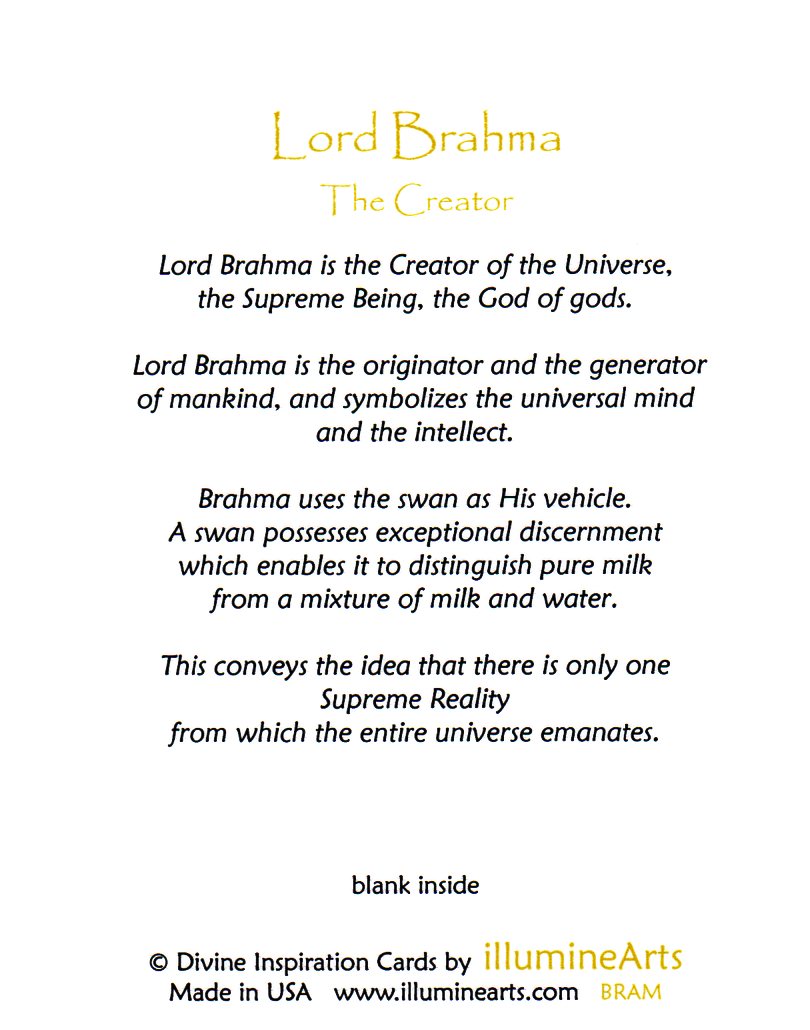 Lord Brahma
The Creator
Lord Brahma is the Creator of the Universe,
the Supreme Being, the God of gods.
Lord Brahma is the originator and the generator
of mankind, and symbolizes the universal mind
and the intellect.
Brahma uses the swan as His vehicle.
A swan possesses exceptional discernment
which enables it to distinguish pure milk
from a mixture of milk and water.
This conveys the idea that there is only one
Supreme Reality
from which the entire universe emanates.
blank inside
© Divine Inspiration Cards by illumineArts
Made in USA www.illuminearts.com BRAM